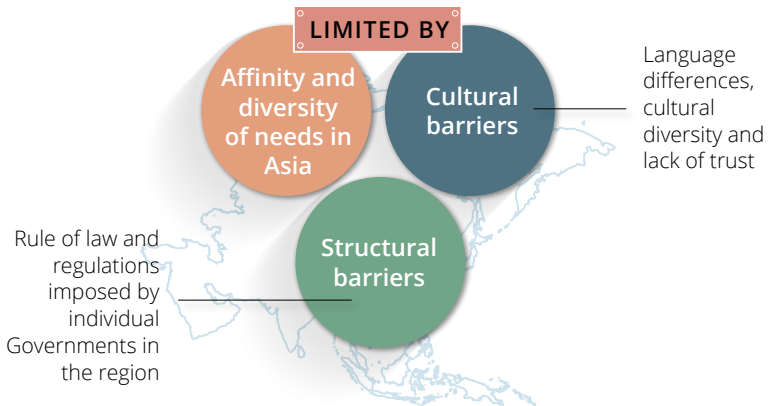 LIMITED BY
Affinity and
diversity
of needs in
Asia
Cultural
barriers
Language
differences,
cultural
diversity and
lack of trust
Structural
barriers
Rule of law and
regulations
imposed by
individual
Governments in
the region